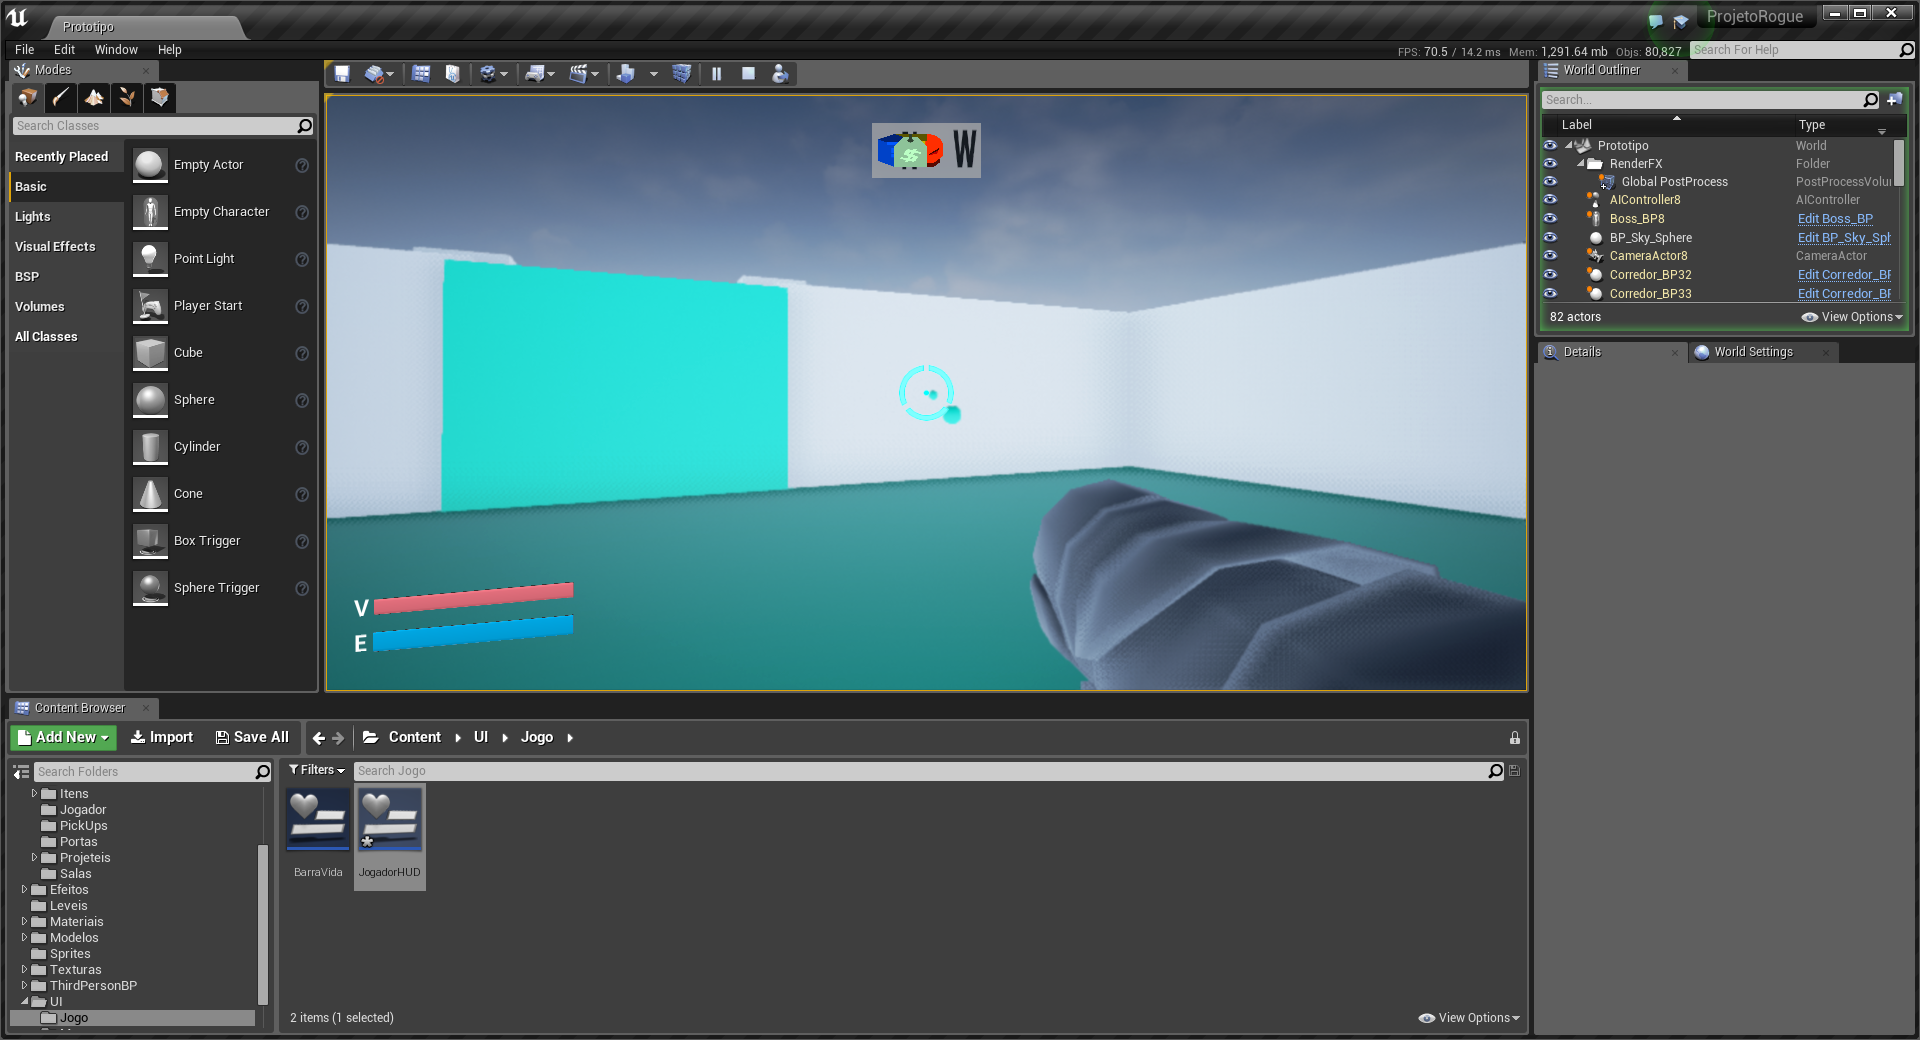 Prototipo
ProjetoRogue
File Edit Window Help
FPS: 70.5 / 14.2 ms Mem: 1,291.64 mb Objs: 80,827
Search For Help
Modes
Search Classes
Recently Placed
Basic
Lights
Visual Effects
BSP
Volumes
All Classes
Empty Actor
Empty Character
Point Light
Player Start
Cube
Sphere
Cylinder
Cone
Box Trigger
Sphere Trigger
W
V
E
World Outliner
Search...
Label Type
Prototipo World
RenderFX Folder
Global PostProcess PostProcessVolu
AIController8 AIController
Boss_BP8 Edit Boss_BP
BP_Sky_Sphere Edit BP_Sky_Sph
CameraActor8 CameraActor
Corredor_BP32 Edit Corredor_BP
Corredor_BP33 Edit Corredor_BP
82 actors
View Options
Details
World Settings
Content Browser
Add New Import Save All Content UI Jogo
Search Folders
Itens
Jogador
PickUps
Portas
Projeteis
Salas
Efeitos
Leveis
Materiais
Modelos
Sprites
Texturas
ThirdPersonBP
UI
Jogo
Filters
Search Jogo
BarraVida
JogadorHUD
2 items (1 selected)
View Options